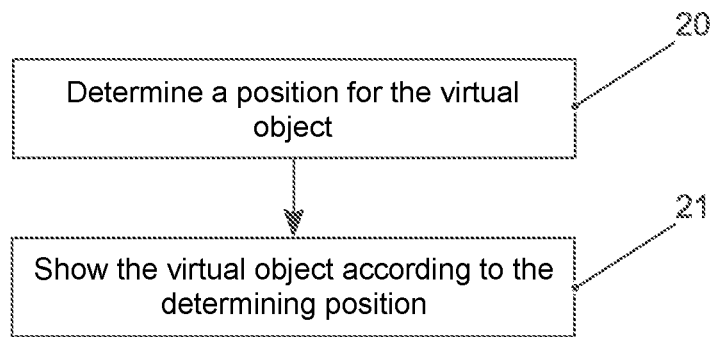 20
Determine a position for the virtual
object
21
Show the virtual object according to the
determining position